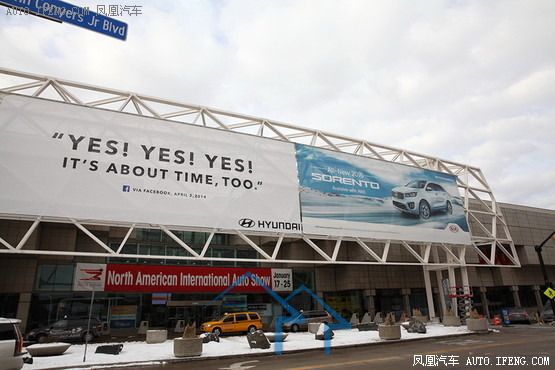 AUTO.IFENG.COM 凤凰汽车
n Conyers Jr Blvd
“YES! YES! YES!
IT'S ABOUT TIME, TOO.”
VIA FACEBOOK, APRIL 3, 2014
HYUNDAI
All-New 2016
SORENTO
KIA
North American International Auto Show
January
17-25
凤凰汽车 AUTO.IFENG.COM